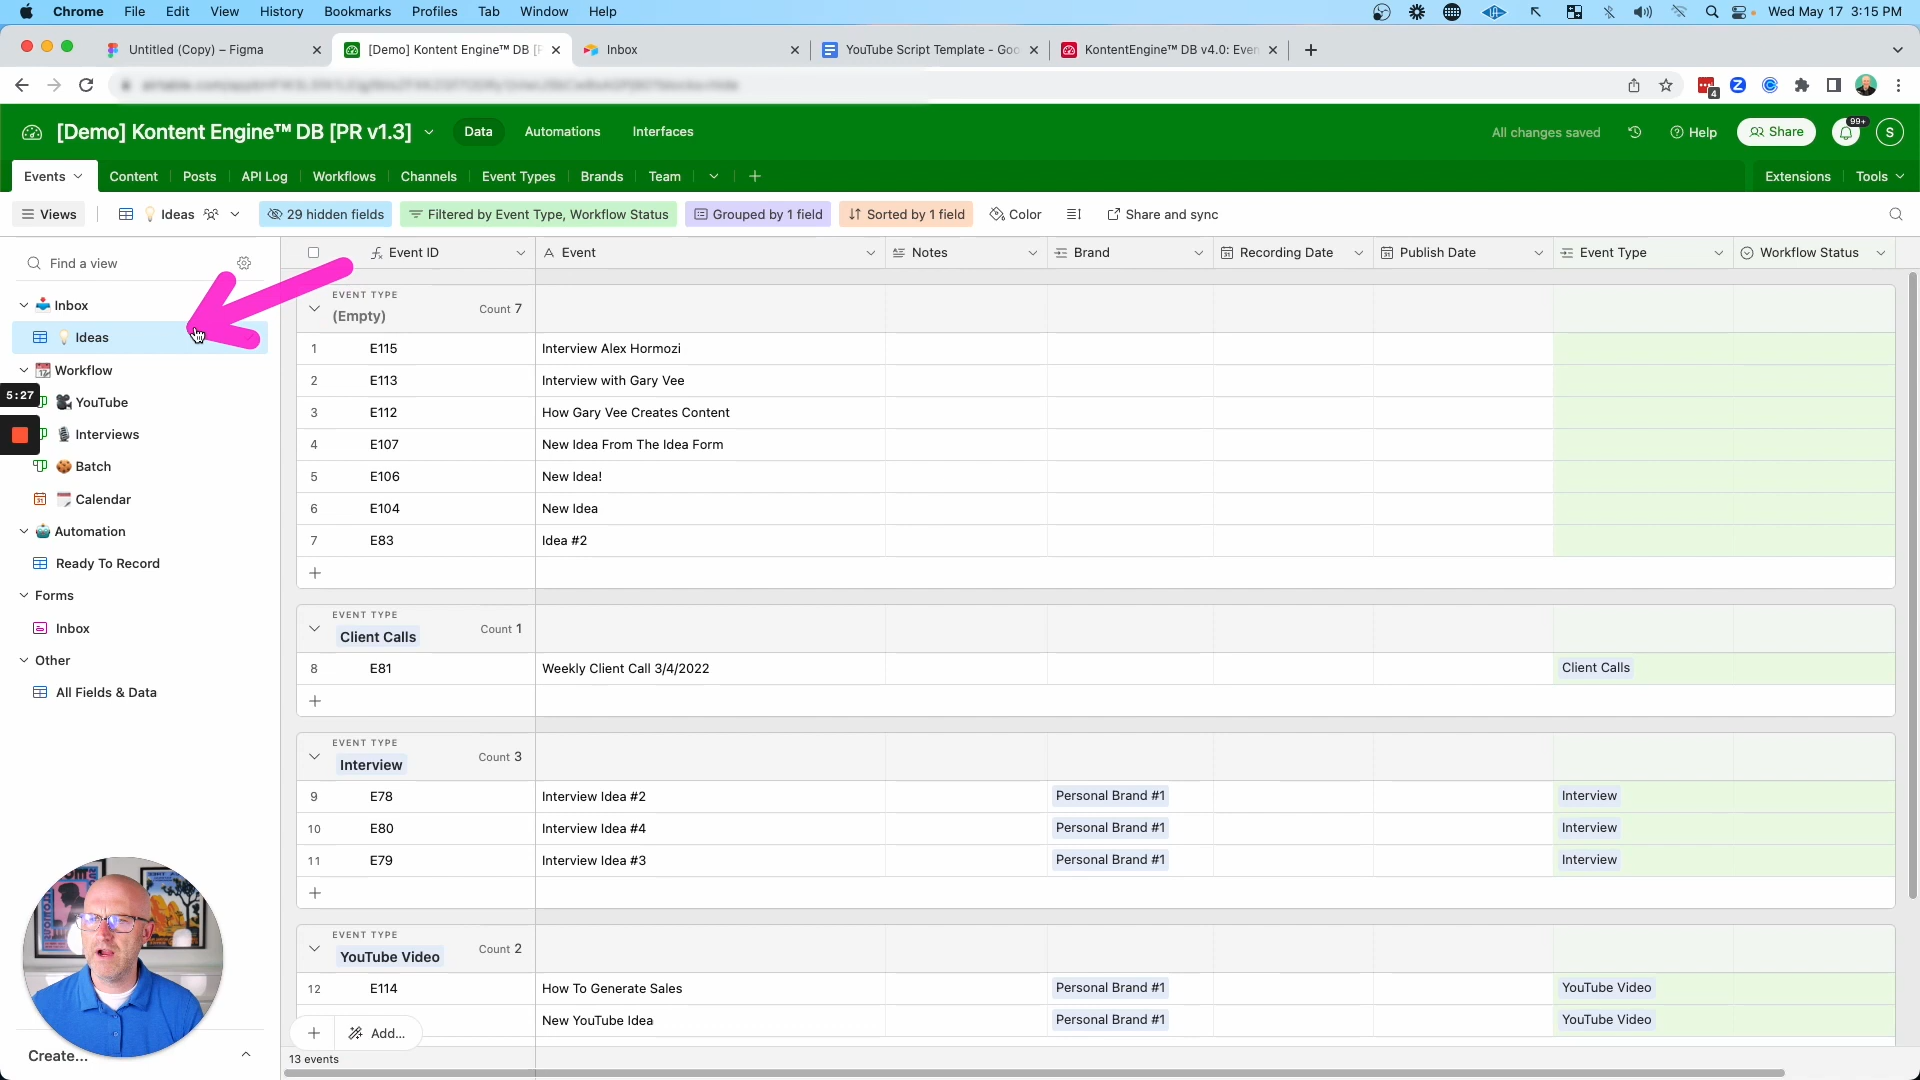 Chrome File Edit View History Bookmarks Profiles Tab Window Help Wed May 17 3:15 PM
Untitled (Copy) – Figma [Demo] Kontent Engine™ DB [P Inbox YouTube Script Template - Goo KontentEngine™ DB v4.0: Even
4
[Demo] Kontent Engine™ DB [PR v1.3] Data Automations Interfaces All changes saved Help Share 99+ S
Events Content Posts API Log Workflows Channels Event Types Brands Team Extensions Tools
Views Ideas 29 hidden fields Filtered by Event Type, Workflow Status Grouped by 1 field Sorted by 1 field Color Share and sync
Find a view
Inbox
Ideas
Workflow
YouTube
Interviews
Batch
Calendar
Automation
Ready To Record
Forms
Inbox
Other
All Fields & Data
5:27
Create...
Event ID Event Notes Brand Recording Date Publish Date Event Type Workflow Status
EVENT TYPE
(Empty) Count 7
1 E115 Interview Alex Hormozi
2 E113 Interview with Gary Vee
3 E112 How Gary Vee Creates Content
4 E107 New Idea From The Idea Form
5 E106 New Idea!
6 E104 New Idea
7 E83 Idea #2
EVENT TYPE
Client Calls Count 1
8 E81 Weekly Client Call 3/4/2022 Client Calls
EVENT TYPE
Interview Count 3
9 E78 Interview Idea #2 Personal Brand #1 Interview
10 E80 Interview Idea #4 Personal Brand #1 Interview
11 E79 Interview Idea #3 Personal Brand #1 Interview
EVENT TYPE
YouTube Video Count 2
12 E114 How To Generate Sales Personal Brand #1 YouTube Video
New YouTube Idea Personal Brand #1 YouTube Video
Add...
13 events